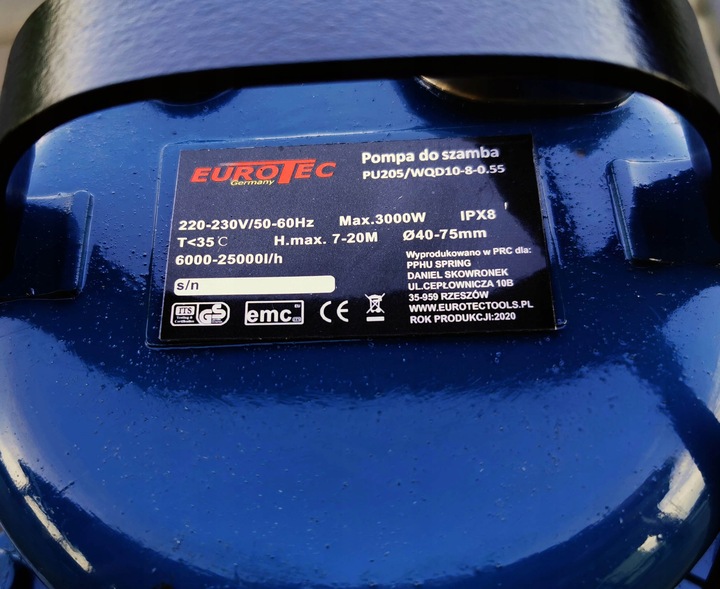 EUROTEC
Germany
Pompa do szamba
PU205/WQD10-8-0.55
220-230V/50-60Hz Max.3000W IPX8
T<35℃ H.max. 7-20M Ø40-75mm
6000-25000l/h
s/n
Wyprodukowano w PRC dla:
PPHU SPRING
DANIEL SKOWRONEK
UL.CEPŁOWNICZA 10B
35-959 RZESZÓW
WWW.EUROTECTOOLS.PL
ROK PRODUKCJI:2020
ITS
GS
emc
CE